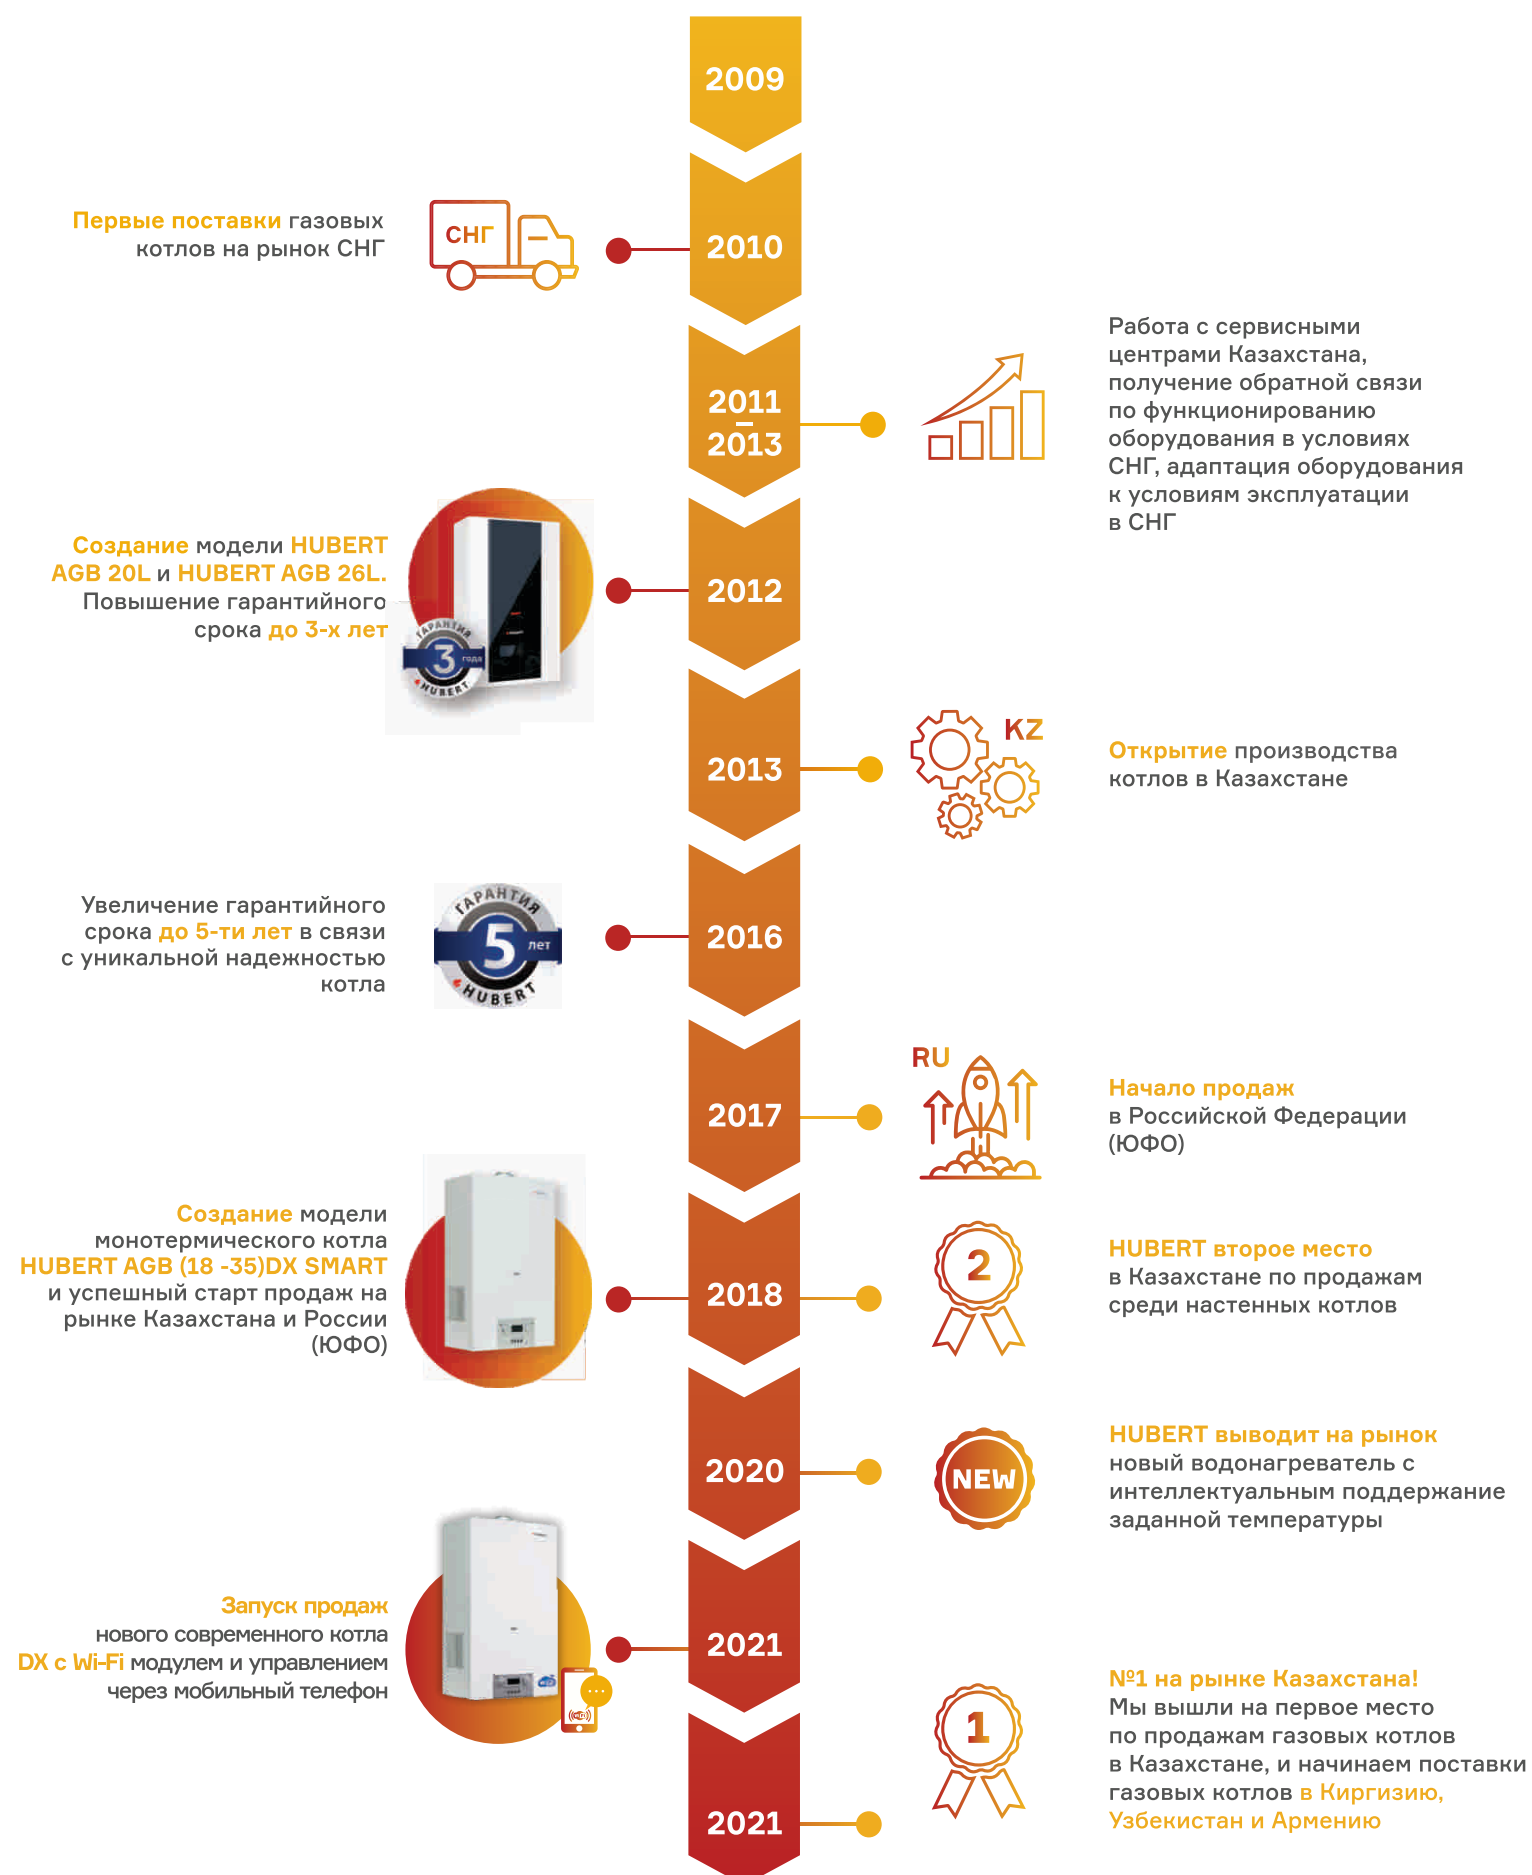 2009
Первые поставки газовых
котлов на рынок СНГ
СНГ
2010
2011
–
2013
Работа с сервисными
центрами Казахстана,
получение обратной связи
по функционированию
оборудования в условиях
СНГ, адаптация оборудования
к условиям эксплуатации
в СНГ
Создание модели HUBERT
AGB 20L и HUBERT AGB 26L.
Повышение гарантийного
срока до 3-х лет
ГАРАНТИЯ
3 года
HUBERT
2012
2013
KZ
Открытие производства
котлов в Казахстане
Увеличение гарантийного
срока до 5-ти лет в связи
с уникальной надежностью
котла
ГАРАНТИЯ
5 лет
HUBERT
2016
2017
RU
Начало продаж
в Российской Федерации
(ЮФО)
Создание модели
монотермического котла
HUBERT AGB (18 -35)DX SMART
и успешный старт продаж на
рынке Казахстана и России
(ЮФО)
2018
2
HUBERT второе место
в Казахстане по продажам
среди настенных котлов
2020
NEW
HUBERT выводит на рынок
новый водонагреватель с
интеллектуальным поддержание
заданной температуры
Запуск продаж
нового современного котла
DX с Wi-Fi модулем и управлением
через мобильный телефон
WiFi
2021
2021
1
№1 на рынке Казахстана!
Мы вышли на первое место
по продажам газовых котлов
в Казахстане, и начинаем поставки
газовых котлов в Киргизию,
Узбекистан и Армению